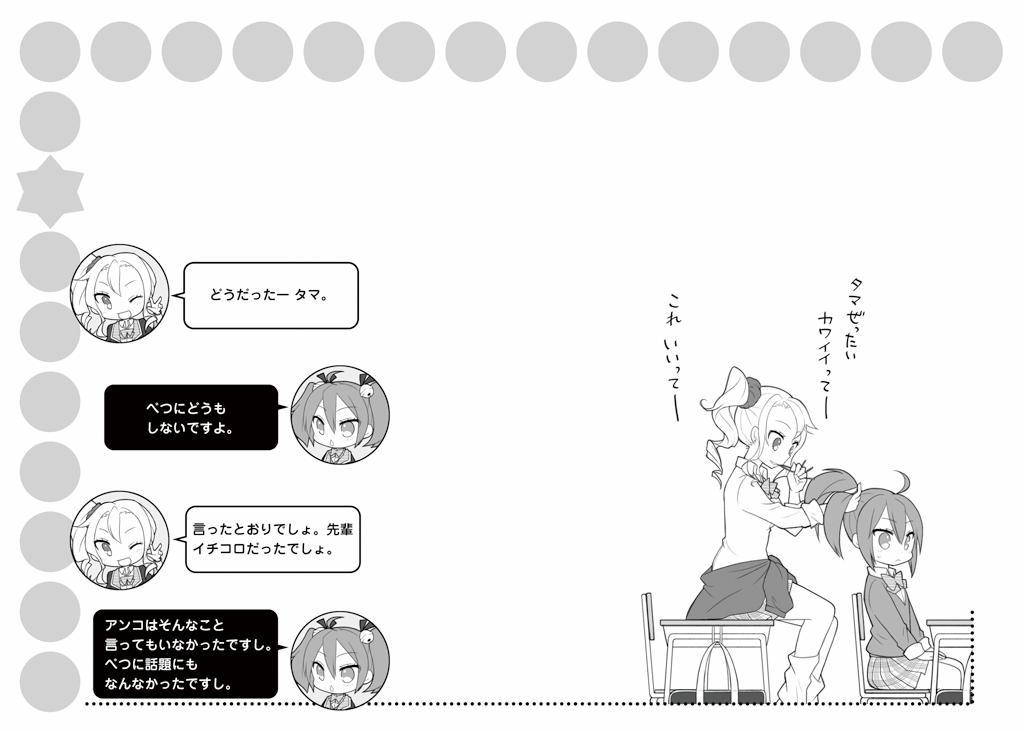 どうだったー タマ。
べつにどうも
しないですよ。
言ったとおりでしょ。先輩
イチコロだったでしょ。
アンコはそんなこと
言ってもいなかったですし。
べつに話題にも
なんなかったですし。
タマぜったい
カワイイってー
これ いいってー